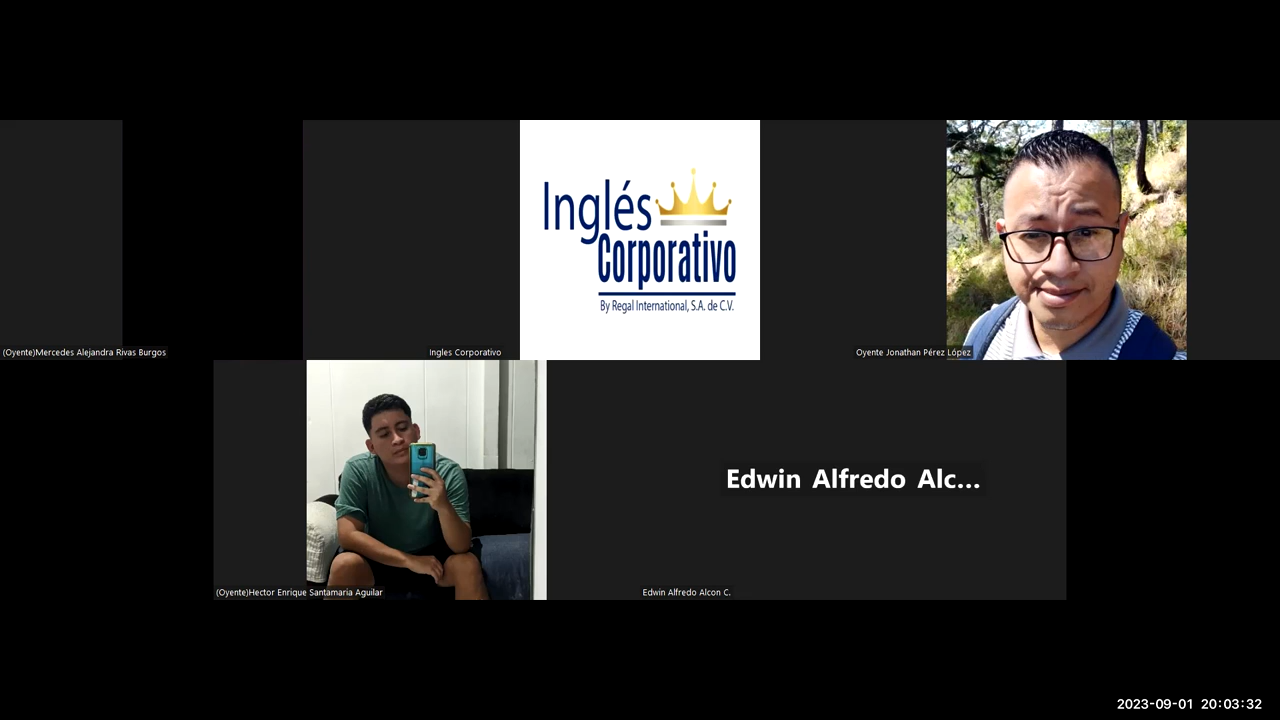 Inglés
Corporativo
By Regal International, S.A. de C.V.
(Oyente)Mercedes Alejandra Rivas Burgos
Ingles Corporativo
Oyente Jonathan Pérez López
Edwin Alfredo Alc...
(Oyente)Hector Enrique Santamaria Aguilar
Edwin Alfredo Alcon C.
2023-09-01 20:03:32